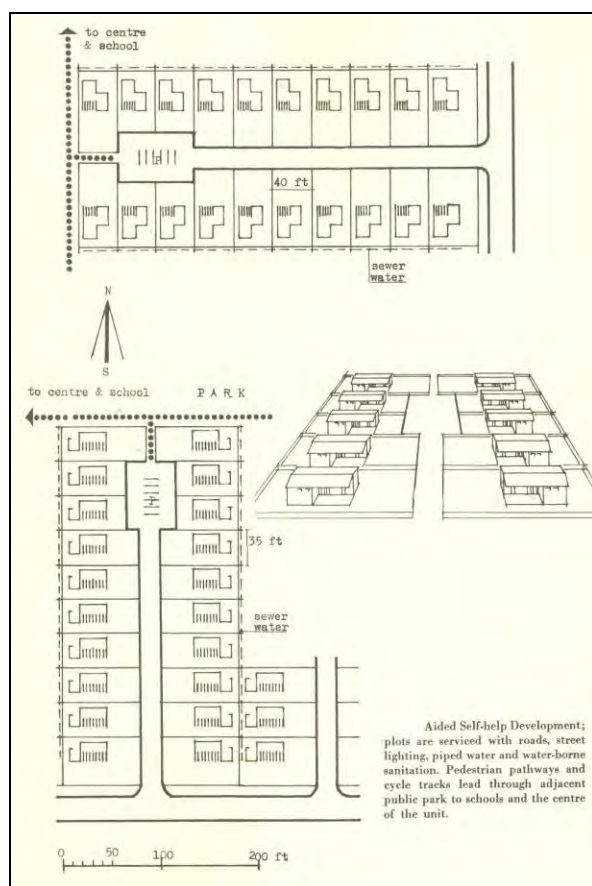 to centre
& school
P
40 ft
sewer
water
N
S
to centre & school
PARK
P
35 ft
sewer
water
Aided Self-help Development;
plots are serviced with roads, street
lighting, piped water and water-borne
sanitation. Pedestrian pathways and
cycle tracks lead through adjacent
public park to schools and the centre
of the unit.
0 50 100 200 ft